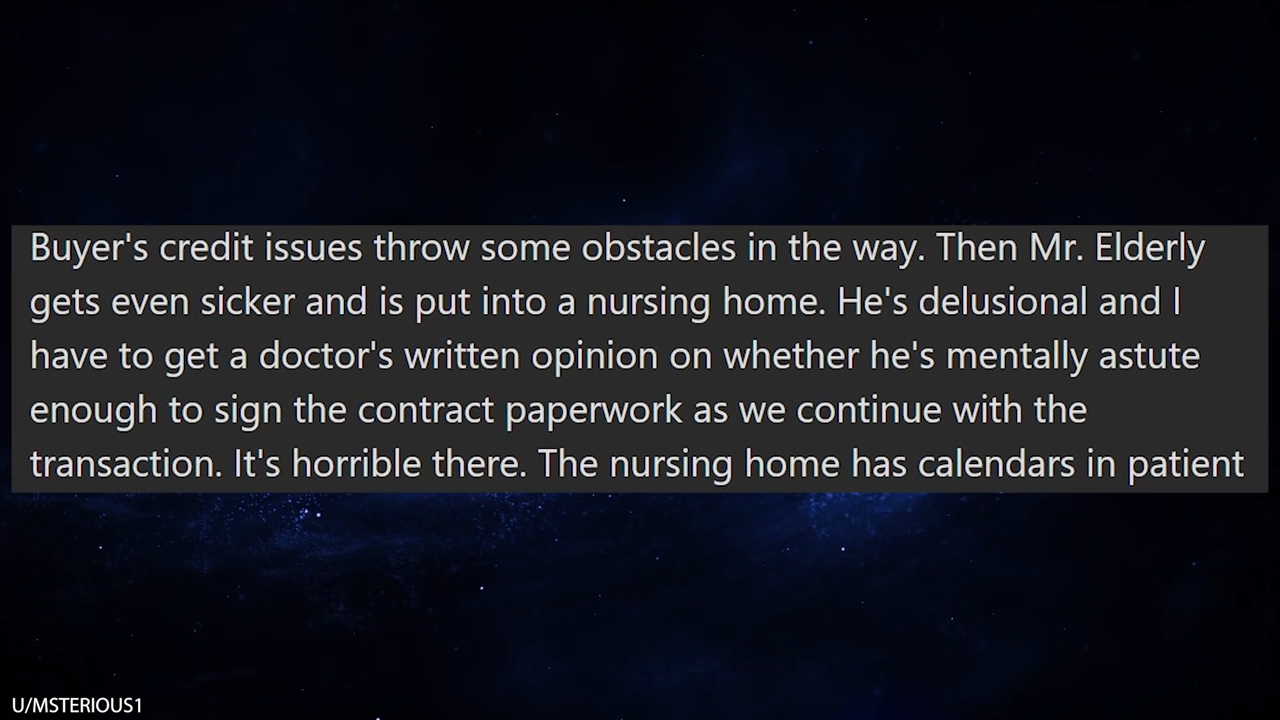 Buyer's credit issues throw some obstacles in the way. Then Mr. Elderly
gets even sicker and is put into a nursing home. He's delusional and I
have to get a doctor's written opinion on whether he's mentally astute
enough to sign the contract paperwork as we continue with the
transaction. It's horrible there. The nursing home has calendars in patient
U/MSTERIOUS1